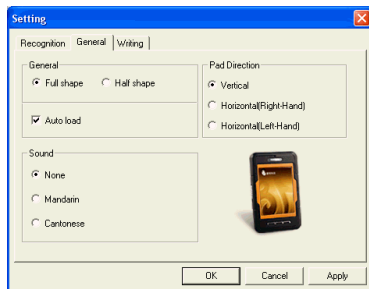 Setting
Recognition General Writing
General
Full shape Half shape
Auto load
Pad Direction
Vertical
Horizontal(Right-Hand)
Horizontal(Left-Hand)
Sound
None
Mandarin
Cantonese
OK Cancel Apply